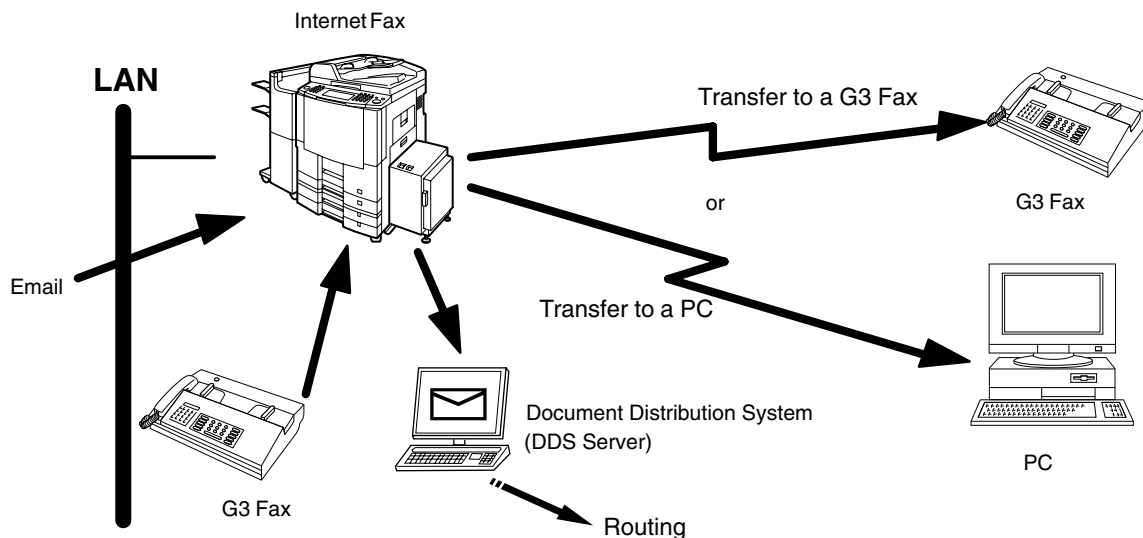 Internet Fax
LAN
Transfer to a G3 Fax
or
G3 Fax
Email
Transfer to a PC
Document Distribution System
(DDS Server)
PC
G3 Fax
Routing